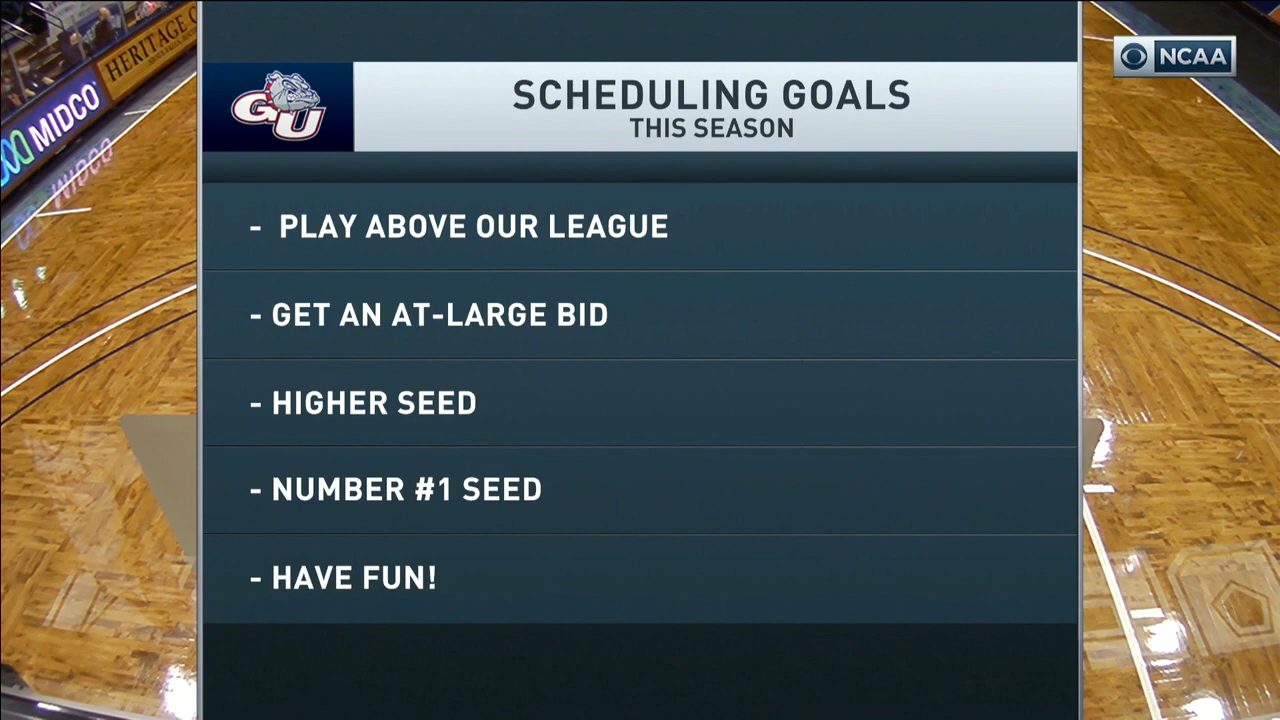 HERITAGE C
MIDCO
NCAA
GU
SCHEDULING GOALS
THIS SEASON
- PLAY ABOVE OUR LEAGUE
- GET AN AT-LARGE BID
- HIGHER SEED
- NUMBER #1 SEED
- HAVE FUN!